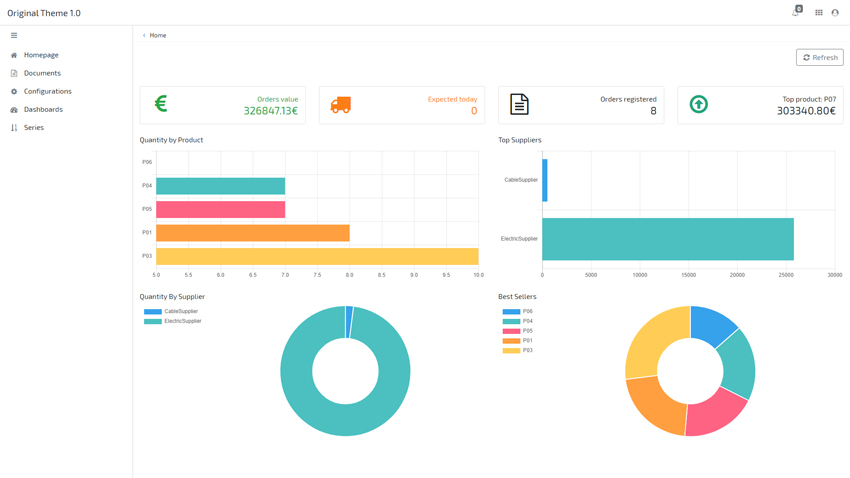 Original Theme 1.0
0
Home
Homepage
Documents
Configurations
Dashboards
Series
Refresh
Orders value
326847.13€
Expected today
0
Orders registered
8
Top product: P07
303340.80€
Quantity by Product
P06
P04
P05
P01
P03
5.0 5.5 6.0 6.5 7.0 7.5 8.0 8.5 9.0 9.5 10.0
Top Suppliers
CableSupplier
ElectricSupplier
0 5000 10000 15000 20000 25000 30000
Quantity By Supplier
CableSupplier
ElectricSupplier
Best Sellers
P06
P04
P05
P01
P03